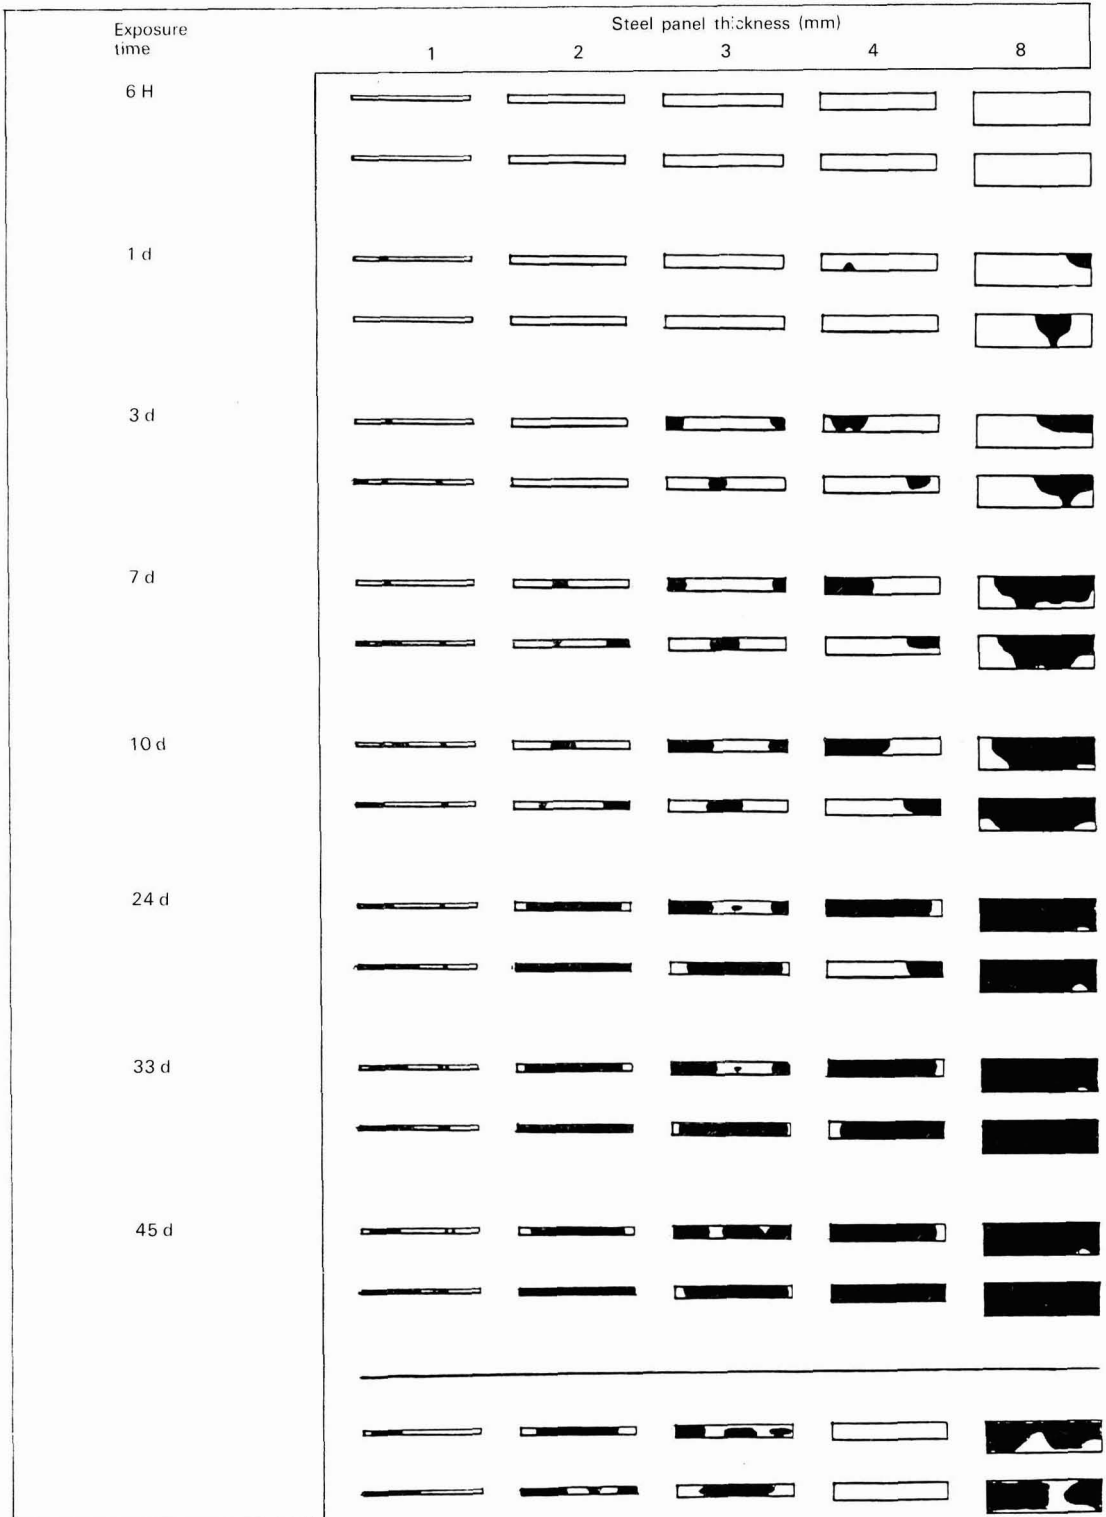 Exposure
time
Steel panel thickness (mm)
1 2 3 4 8
6 H
1 d
3 d
7 d
10 d
24 d
33 d
45 d